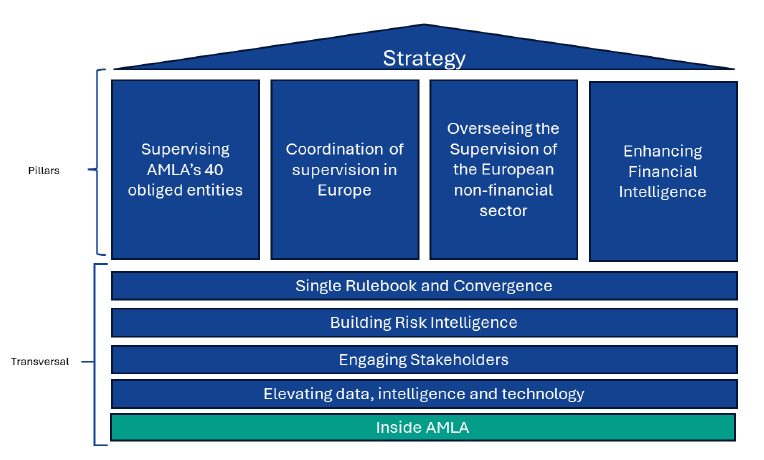 Strategy
Pillars
Supervising
AMLA's 40
obliged entities
Coordination of
supervision in
Europe
Overseeing the
Supervision of
the European
non-financial
sector
Enhancing
Financial
Intelligence
Transversal
Single Rulebook and Convergence
Building Risk Intelligence
Engaging Stakeholders
Elevating data, intelligence and technology
Inside AMLA